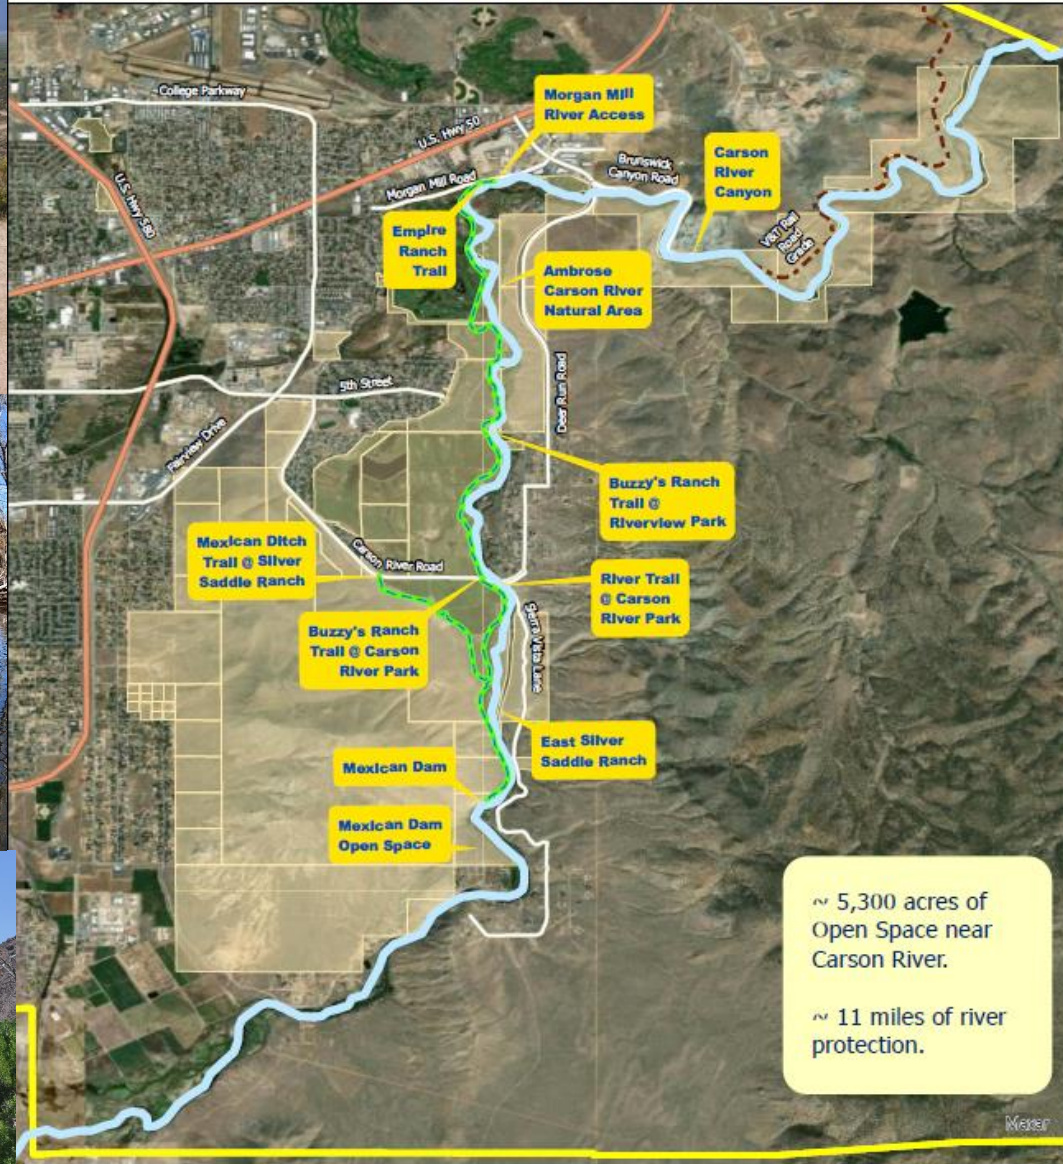 College Parkway
U.S. Hwy 50
U.S. Hwy 580
Morgan Mill
River Access
Morgan Mill Road
Brunswick
Canyon Road
Carson
River
Canyon
V&T Rail
Road
Grade
Empire
Ranch
Trail
Ambrose
Carson River
Natural Area
5th Street
Deer Run Road
Fairview Drive
Buzzy's Ranch
Trail @
Riverview Park
Mexican Ditch
Trail @ Silver
Saddle Ranch
Carson River Road
River Trail
@ Carson
River Park
Buzzy's Ranch
Trail @ Carson
River Park
Sierra Vista Lane
East Silver
Saddle Ranch
Mexican Dam
Mexican Dam
Open Space
~ 5,300 acres of
Open Space near
Carson River.
~ 11 miles of river
protection.
Maxar